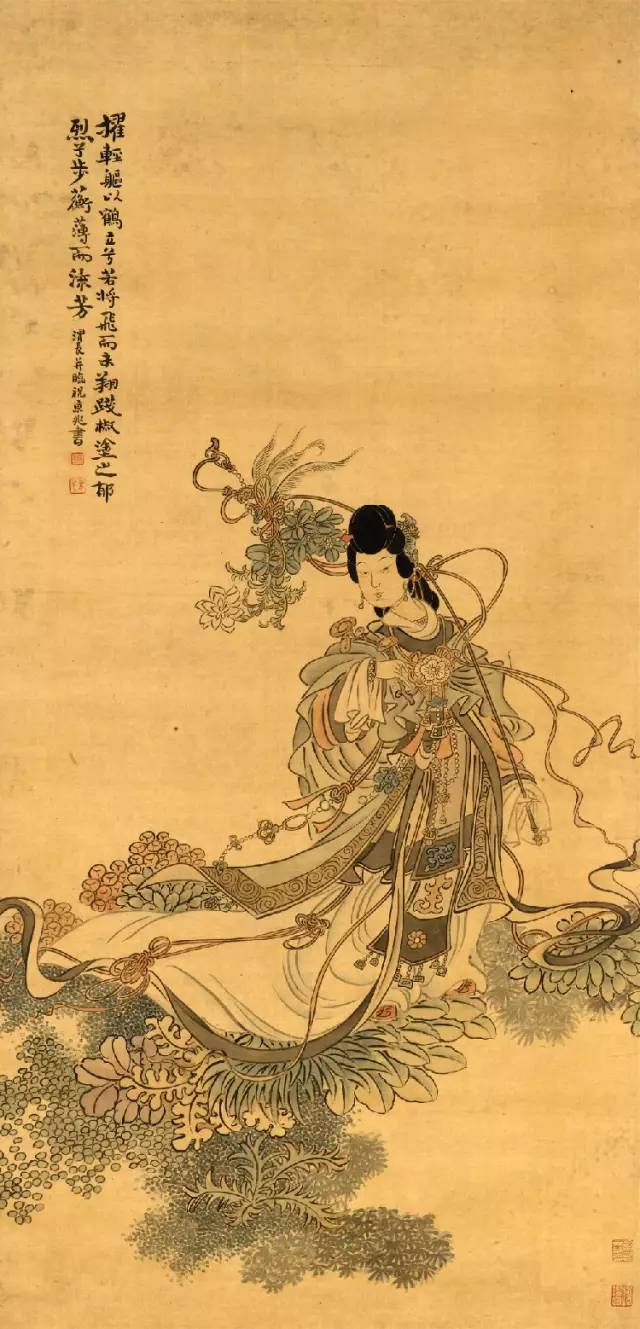 擢輕軀以鶴立兮若將飛而未翔踐椒塗之郁
烈兮步蘅薄而流芳
渭長并臨祝京兆書